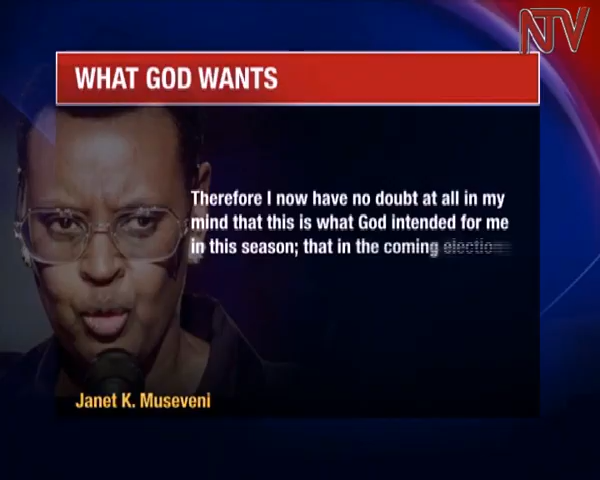 NTV
WHAT GOD WANTS
Therefore I now have no doubt at all in my
mind that this is what God intended for me
in this season; that in the coming election
Janet K. Museveni